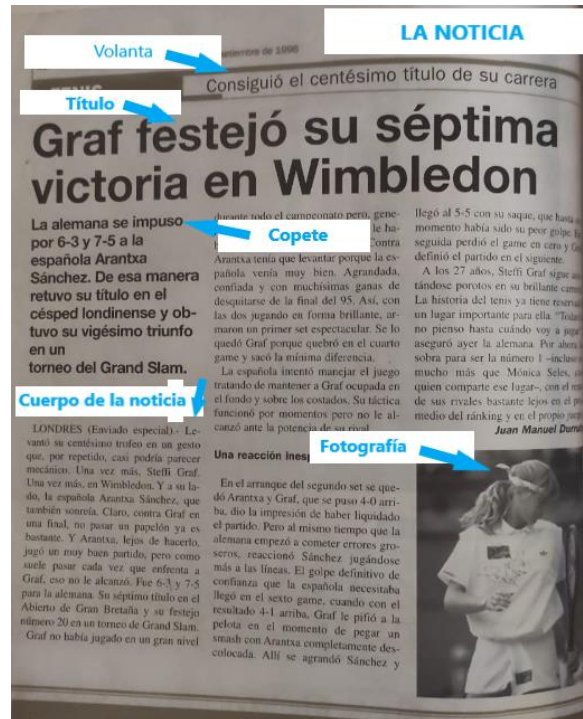 LA NOTICIA
Volanta
setiembre de 1996
Consiguió el centésimo título de su carrera
Título
Graf festejó su séptima
victoria en Wimbledon
La alemana se impuso
por 6-3 y 7-5 a la
española Arantxa
Sánchez. De esa manera
retuvo su título en el
césped londinense y ob-
tuvo su vigésimo triunfo
en un
torneo del Grand Slam.
Copete
Cuerpo de la noticia
LONDRES (Enviado especial).- Le-
vantó su centésimo trofeo en un gesto
que, por repetido, casi podría parecer
mecánico. Una vez más, Steffi Graf.
Una vez más, en Wimbledon. Y a su la-
do, la española Arantxa Sánchez, que
también sonreía. Claro, contra Graf en
una final, no pasar un papelón ya es
bastante. Y Arantxa, lejos de hacerlo,
jugó un muy buen partido, pero como
suele pasar cada vez que enfrenta a
Graf, eso no le alcanzó. Fue 6-3 y 7-5
para la alemana. Su séptimo título en el
Abierto de Gran Bretaña y su festejo
número 20 en un torneo de Grand Slam.
Graf no había jugado en un gran nivel
durante todo el campeonato pero, gene-
le ha-
Contra
Arantxa tenía que levantar porque la es-
pañola venía muy bien. Agrandada,
confiada y con muchísimas ganas de
desquitarse de la final del 95. Así, con
las dos jugando en forma brillante, ar-
maron un primer set espectacular. Se lo
quedó Graf porque quebró en el cuarto
game y sacó la mínima diferencia.
La española intentó manejar el juego
tratando de mantener a Graf ocupada en
el fondo y sobre los costados. Su táctica
funcionó por momentos pero no le al-
canzó ante la potencia de su rival.
Una reacción
En el arranque del segundo set se que-
dó Arantxa y Graf, que se puso 4-0 arri-
ba, dio la impresión de haber liquidado
el partido. Pero al mismo tiempo que la
alemana empezó a cometer errores gro-
seros, reaccionó Sánchez jugándose
más a las líneas. El golpe definitivo de
confianza que la española necesitaba
llegó en el sexto game, cuando con el
resultado 4-1 arriba, Graf le pifió a la
pelota en el momento de pegar un
smash con Arantxa completamente des-
colocada. Allí se agrandó Sánchez y
llegó al 5-5 con su saque, que hasta
momento había sido su peor golpe. En
seguida perdió el game en cero y Graf
definió el partido en el siguiente.
A los 27 años, Steffi Graf sigue
tándose porotos en su brillante
La historia del tenis ya tiene
un lugar importante para ella.
no pienso hasta cuándo voy a
aseguró ayer la alemana. Por ahora
sobra para ser la número 1
mucho más que Mónica Seles, con
quien comparte ese lugar–, con el
de sus rivales bastante lejos en el
medio del ránking y en el propio
Juan Manuel
Fotografía